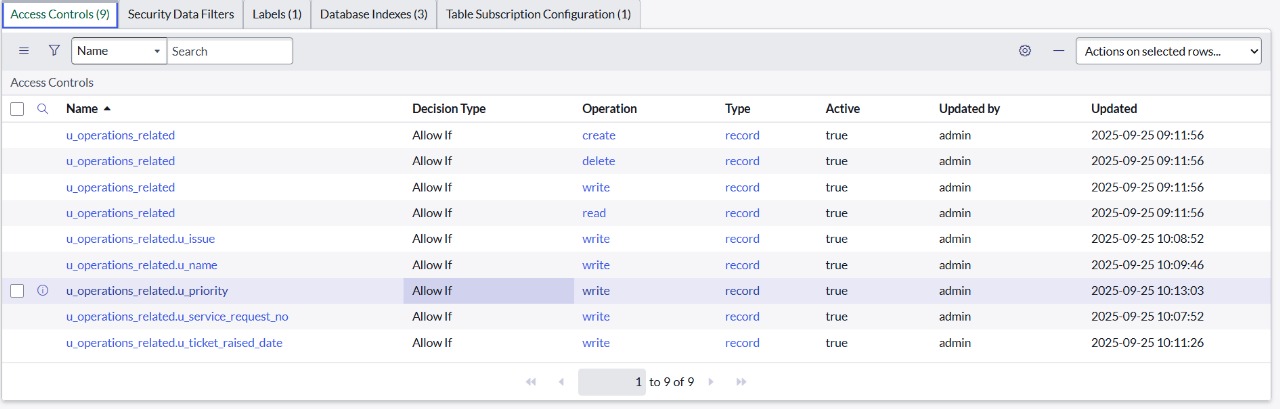 Access Controls (9) Security Data Filters Labels (1) Database Indexes (3) Table Subscription Configuration (1)
Name Search Actions on selected rows...
Access Controls
Name Decision Type Operation Type Active Updated by Updated
u_operations_related Allow If create record true admin 2025-09-25 09:11:56
u_operations_related Allow If delete record true admin 2025-09-25 09:11:56
u_operations_related Allow If write record true admin 2025-09-25 09:11:56
u_operations_related Allow If read record true admin 2025-09-25 09:11:56
u_operations_related.u_issue Allow If write record true admin 2025-09-25 10:08:52
u_operations_related.u_name Allow If write record true admin 2025-09-25 10:09:46
u_operations_related.u_priority Allow If write record true admin 2025-09-25 10:13:03
u_operations_related.u_service_request_no Allow If write record true admin 2025-09-25 10:07:52
u_operations_related.u_ticket_raised_date Allow If write record true admin 2025-09-25 10:11:26
1 to 9 of 9